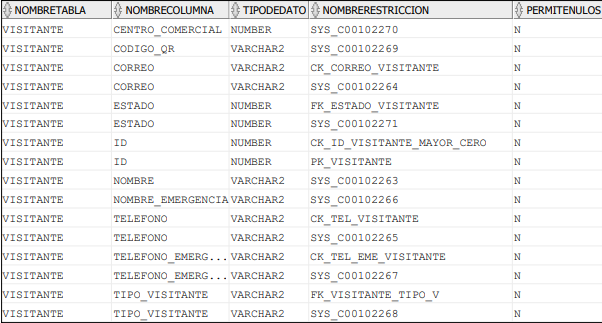 NOMBRETABLA NOMBRECOLUMNA TIPODEDATO NOMBRERESTRICCION PERMITENULOS
VISITANTE CENTRO_COMERCIAL NUMBER SYS_C00102270 N
VISITANTE CODIGO_QR VARCHAR2 SYS_C00102269 N
VISITANTE CORREO VARCHAR2 CK_CORREO_VISITANTE N
VISITANTE CORREO VARCHAR2 SYS_C00102264 N
VISITANTE ESTADO NUMBER FK_ESTADO_VISITANTE N
VISITANTE ESTADO NUMBER SYS_C00102271 N
VISITANTE ID NUMBER CK_ID_VISITANTE_MAYOR_CERO N
VISITANTE ID NUMBER PK_VISITANTE N
VISITANTE NOMBRE VARCHAR2 SYS_C00102263 N
VISITANTE NOMBRE_EMERGENCIA VARCHAR2 SYS_C00102266 N
VISITANTE TELEFONO VARCHAR2 CK_TEL_VISITANTE N
VISITANTE TELEFONO VARCHAR2 SYS_C00102265 N
VISITANTE TELEFONO_EMERG... VARCHAR2 CK_TEL_EME_VISITANTE N
VISITANTE TELEFONO_EMERG... VARCHAR2 SYS_C00102267 N
VISITANTE TIPO_VISITANTE VARCHAR2 FK_VISITANTE_TIPO_V N
VISITANTE TIPO_VISITANTE VARCHAR2 SYS_C00102268 N